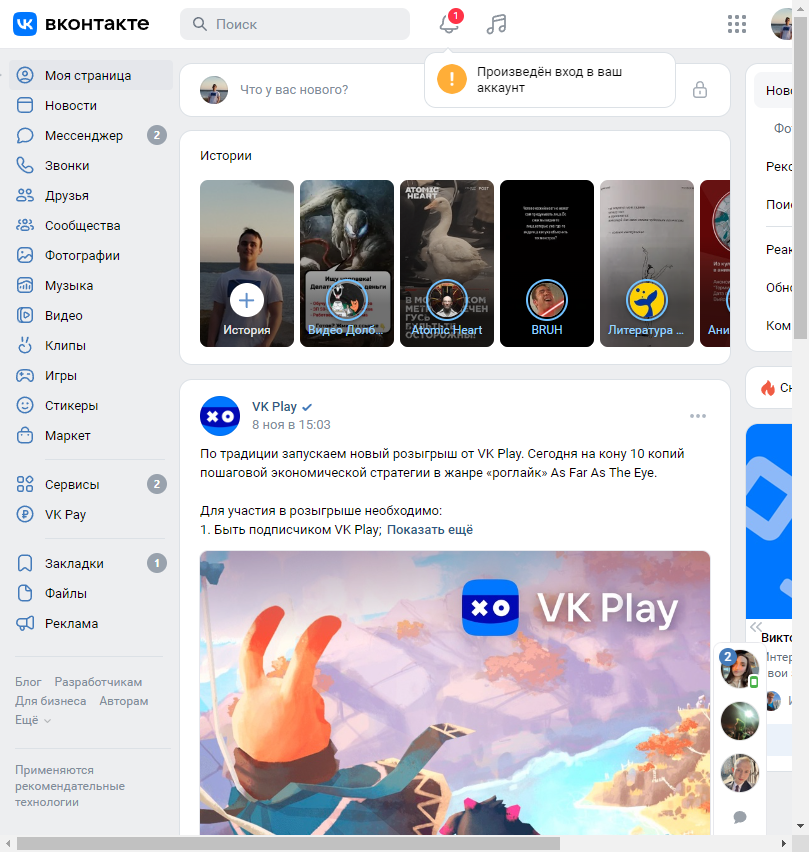 вконтакте
Поиск
1
Произведён вход в ваш
аккаунт
Моя страница
Новости
Мессенджер 2
Звонки
Друзья
Сообщества
Фотографии
Музыка
Видео
Клипы
Игры
Стикеры
Маркет
Сервисы 2
VK Pay
Закладки 1
Файлы
Реклама
Блог Разработчикам
Для бизнеса Авторам
Ещё
Применяются
рекомендательные
технологии
Что у вас нового?
Истории
ATOMIC
HEART
История
Видео Долб...
Atomic Heart
BRUH
Литература ...
Ани
VK Play
8 ноя в 15:03
По традиции запускаем новый розыгрыш от VK Play. Сегодня на кону 10 копий
пошаговой экономической стратегии в жанре «роглайк» As Far As The Eye.
Для участия в розыгрыше необходимо:
1. Быть подписчиком VK Play; Показать ещё
VK Play
Ново
Фо
Реко
Поис
Реак
Обно
Ком
Викто
2